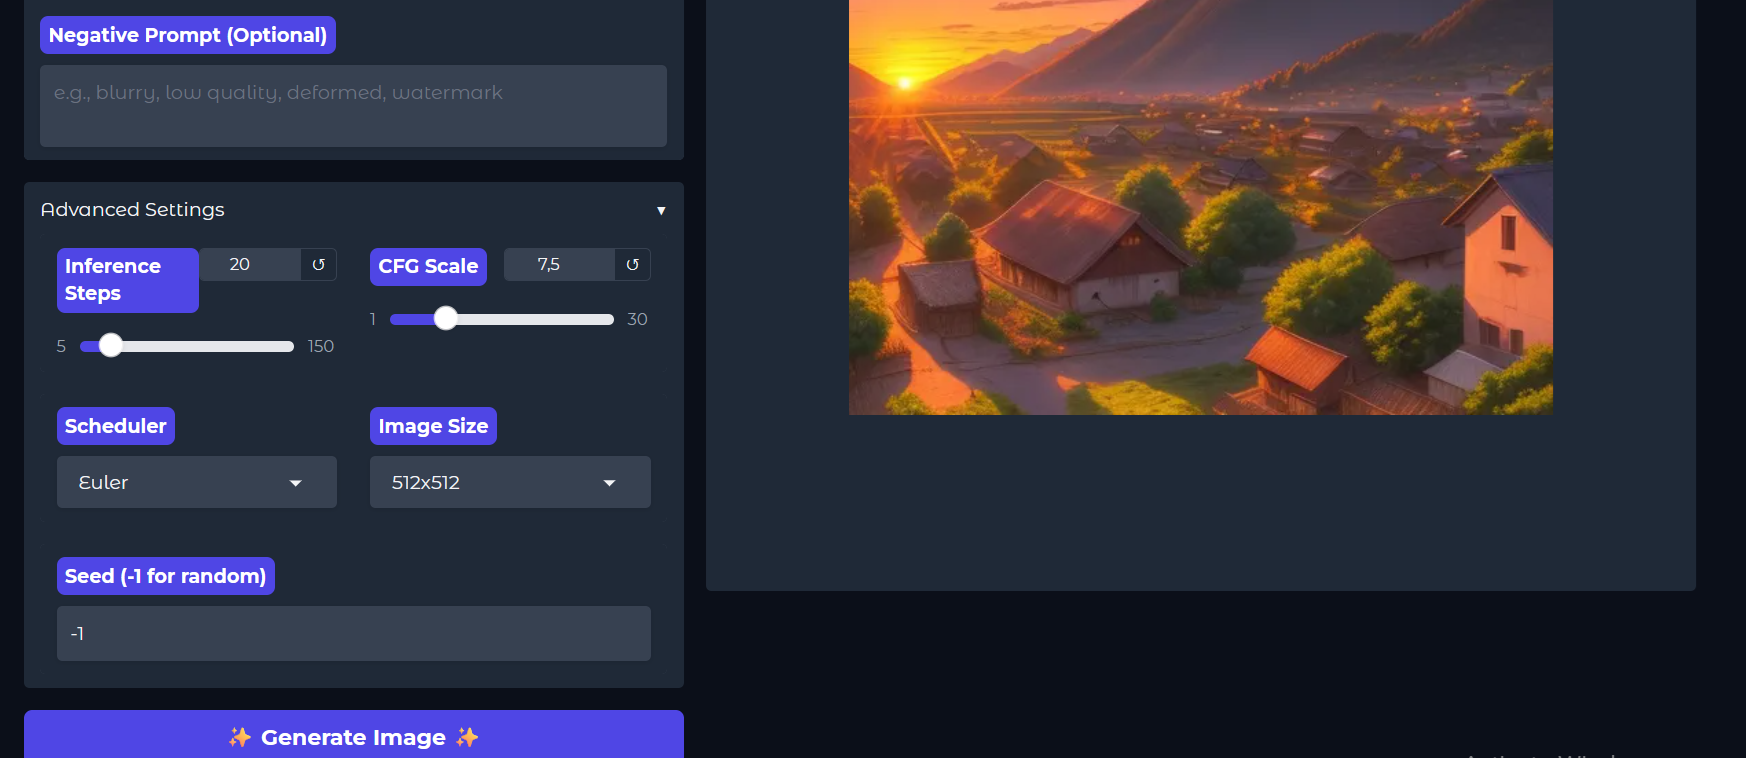 Negative Prompt (Optional)
e.g., blurry, low quality, deformed, watermark
Advanced Settings ▼
Inference
Steps
20 ↺
5 150
CFG Scale
7,5 ↺
1 30
Scheduler
Euler
Image Size
512x512
Seed (-1 for random)
-1
✨ Generate Image ✨